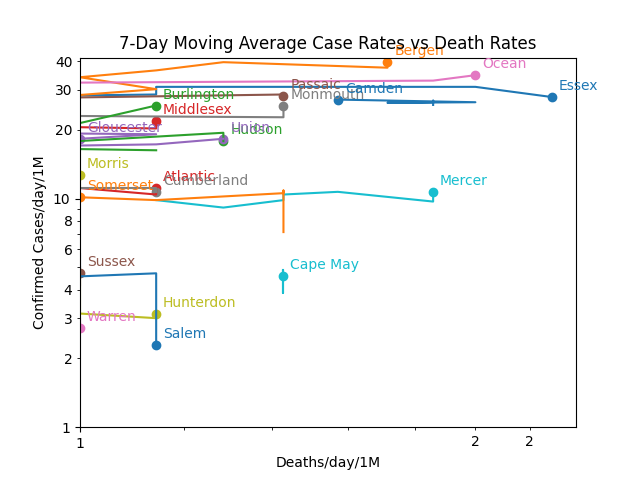 7-Day Moving Average Case Rates vs Death Rates
Bergen
Ocean
Essex
Passaic
Camden
Monmouth
Burlington
Middlesex
Gloucester
Hudson
Union
Morris
Atlantic
Cumberland
Somerset
Mercer
Sussex
Cape May
Hunterdon
Warren
Salem
40
30
20
10
8
6
4
3
2
1
Confirmed Cases/day/1M
1
2
2
Deaths/day/1M